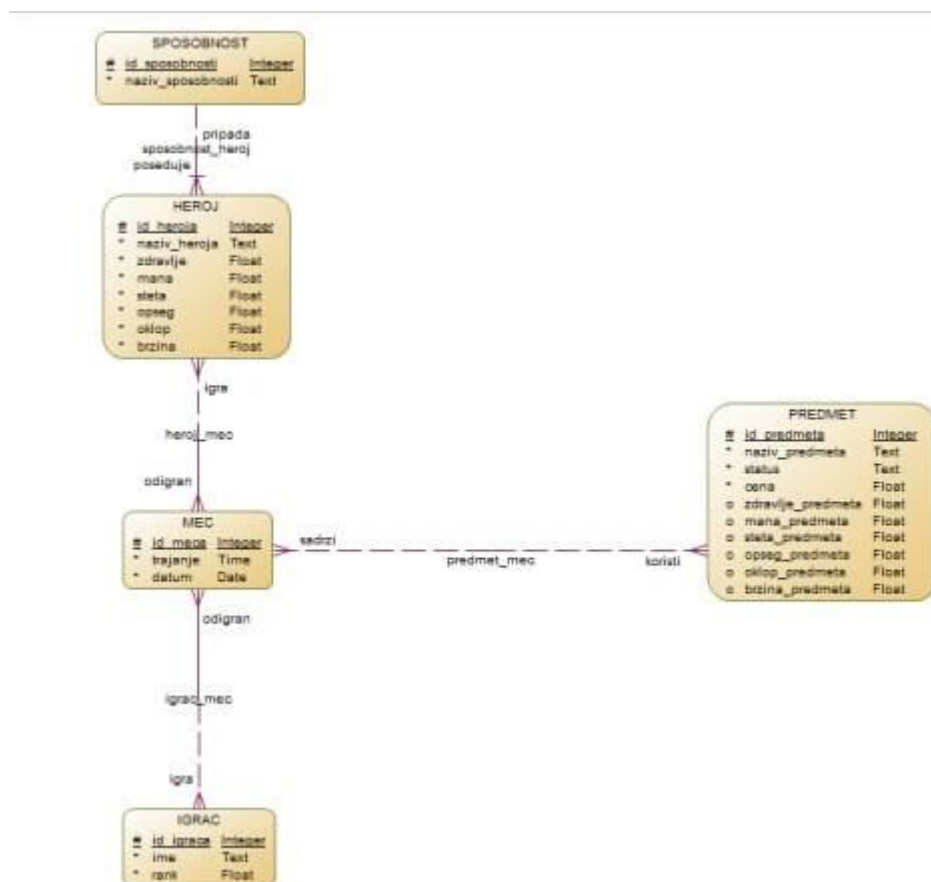 SPOSOBNOST
# id_sposobnosti Integer
* naziv_sposobnosti Text
pripada
sposobnost_heroj
poseduje
HEROJ
# id_heroja Integer
* naziv_heroja Text
* zdravlje Float
* mana Float
* steta Float
* opseg Float
* oklop Float
* brzina Float
igra
heroj_mec
odigran
MEC
# id_meca Integer
* trajanje Time
* datum Date
sadrzi
predmet_mec
koristi
PREDMET
# id_predmeta Integer
* naziv_predmeta Text
* status Text
* cena Float
o zdravlje_predmeta Float
o mana_predmeta Float
o steta_predmeta Float
o opseg_predmeta Float
o oklop_predmeta Float
o brzina_predmeta Float
odigran
igrac_mec
igra
IGRAC
# id_igraca Integer
* ime Text
* rank Float